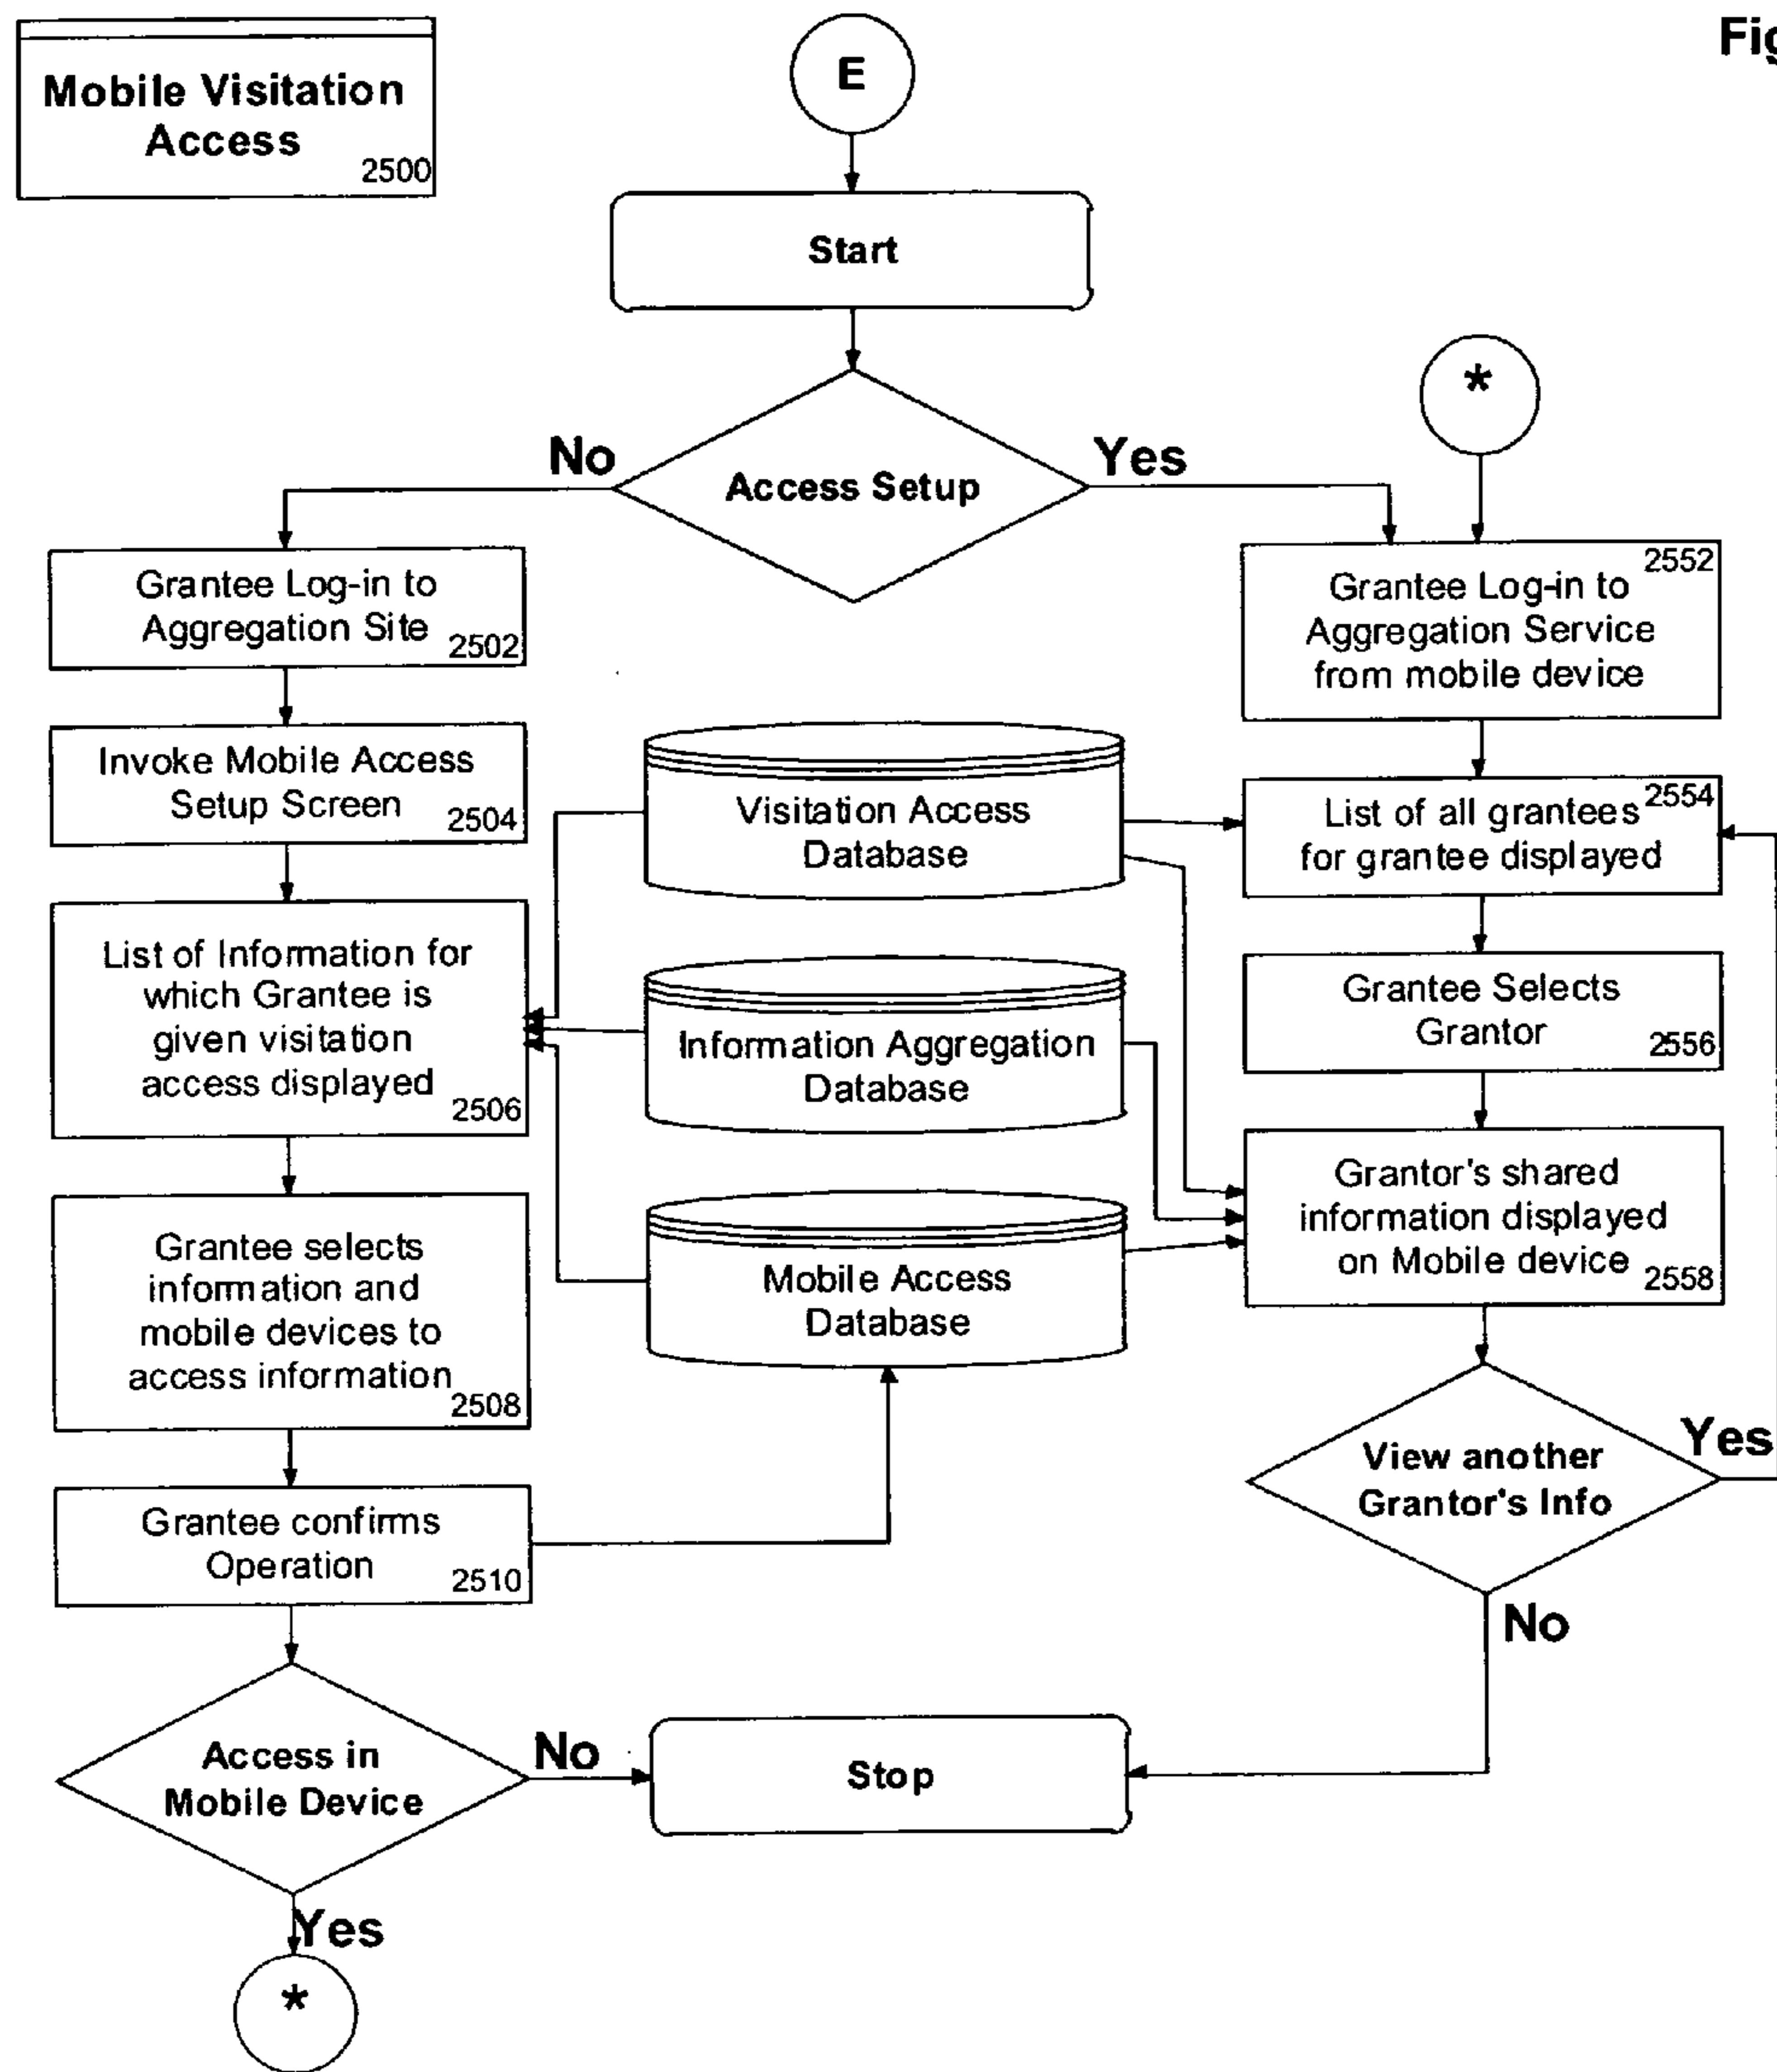 Mobile Visitation
Access
2500
E
Fig
Start
*
No
Yes
Access Setup
Grantee Log-in to
Aggregation Site
2502
2552
Grantee Log-in to
Aggregation Service
from mobile device
Invoke Mobile Access
Setup Screen
2504
Visitation Access
Database
2554
List of all grantees
for grantee displayed
List of Information for
which Grantee is
given visitation
access displayed
2506
Information Aggregation
Database
Grantee Selects
Grantor
2556
Grantee selects
information and
mobile devices to
access information
2508
Mobile Access
Database
Grantor's shared
information displayed
on Mobile device
2558
Grantee confirms
Operation
2510
View another
Grantor's Info
Yes
No
Access in
Mobile Device
No
Stop
Yes
*